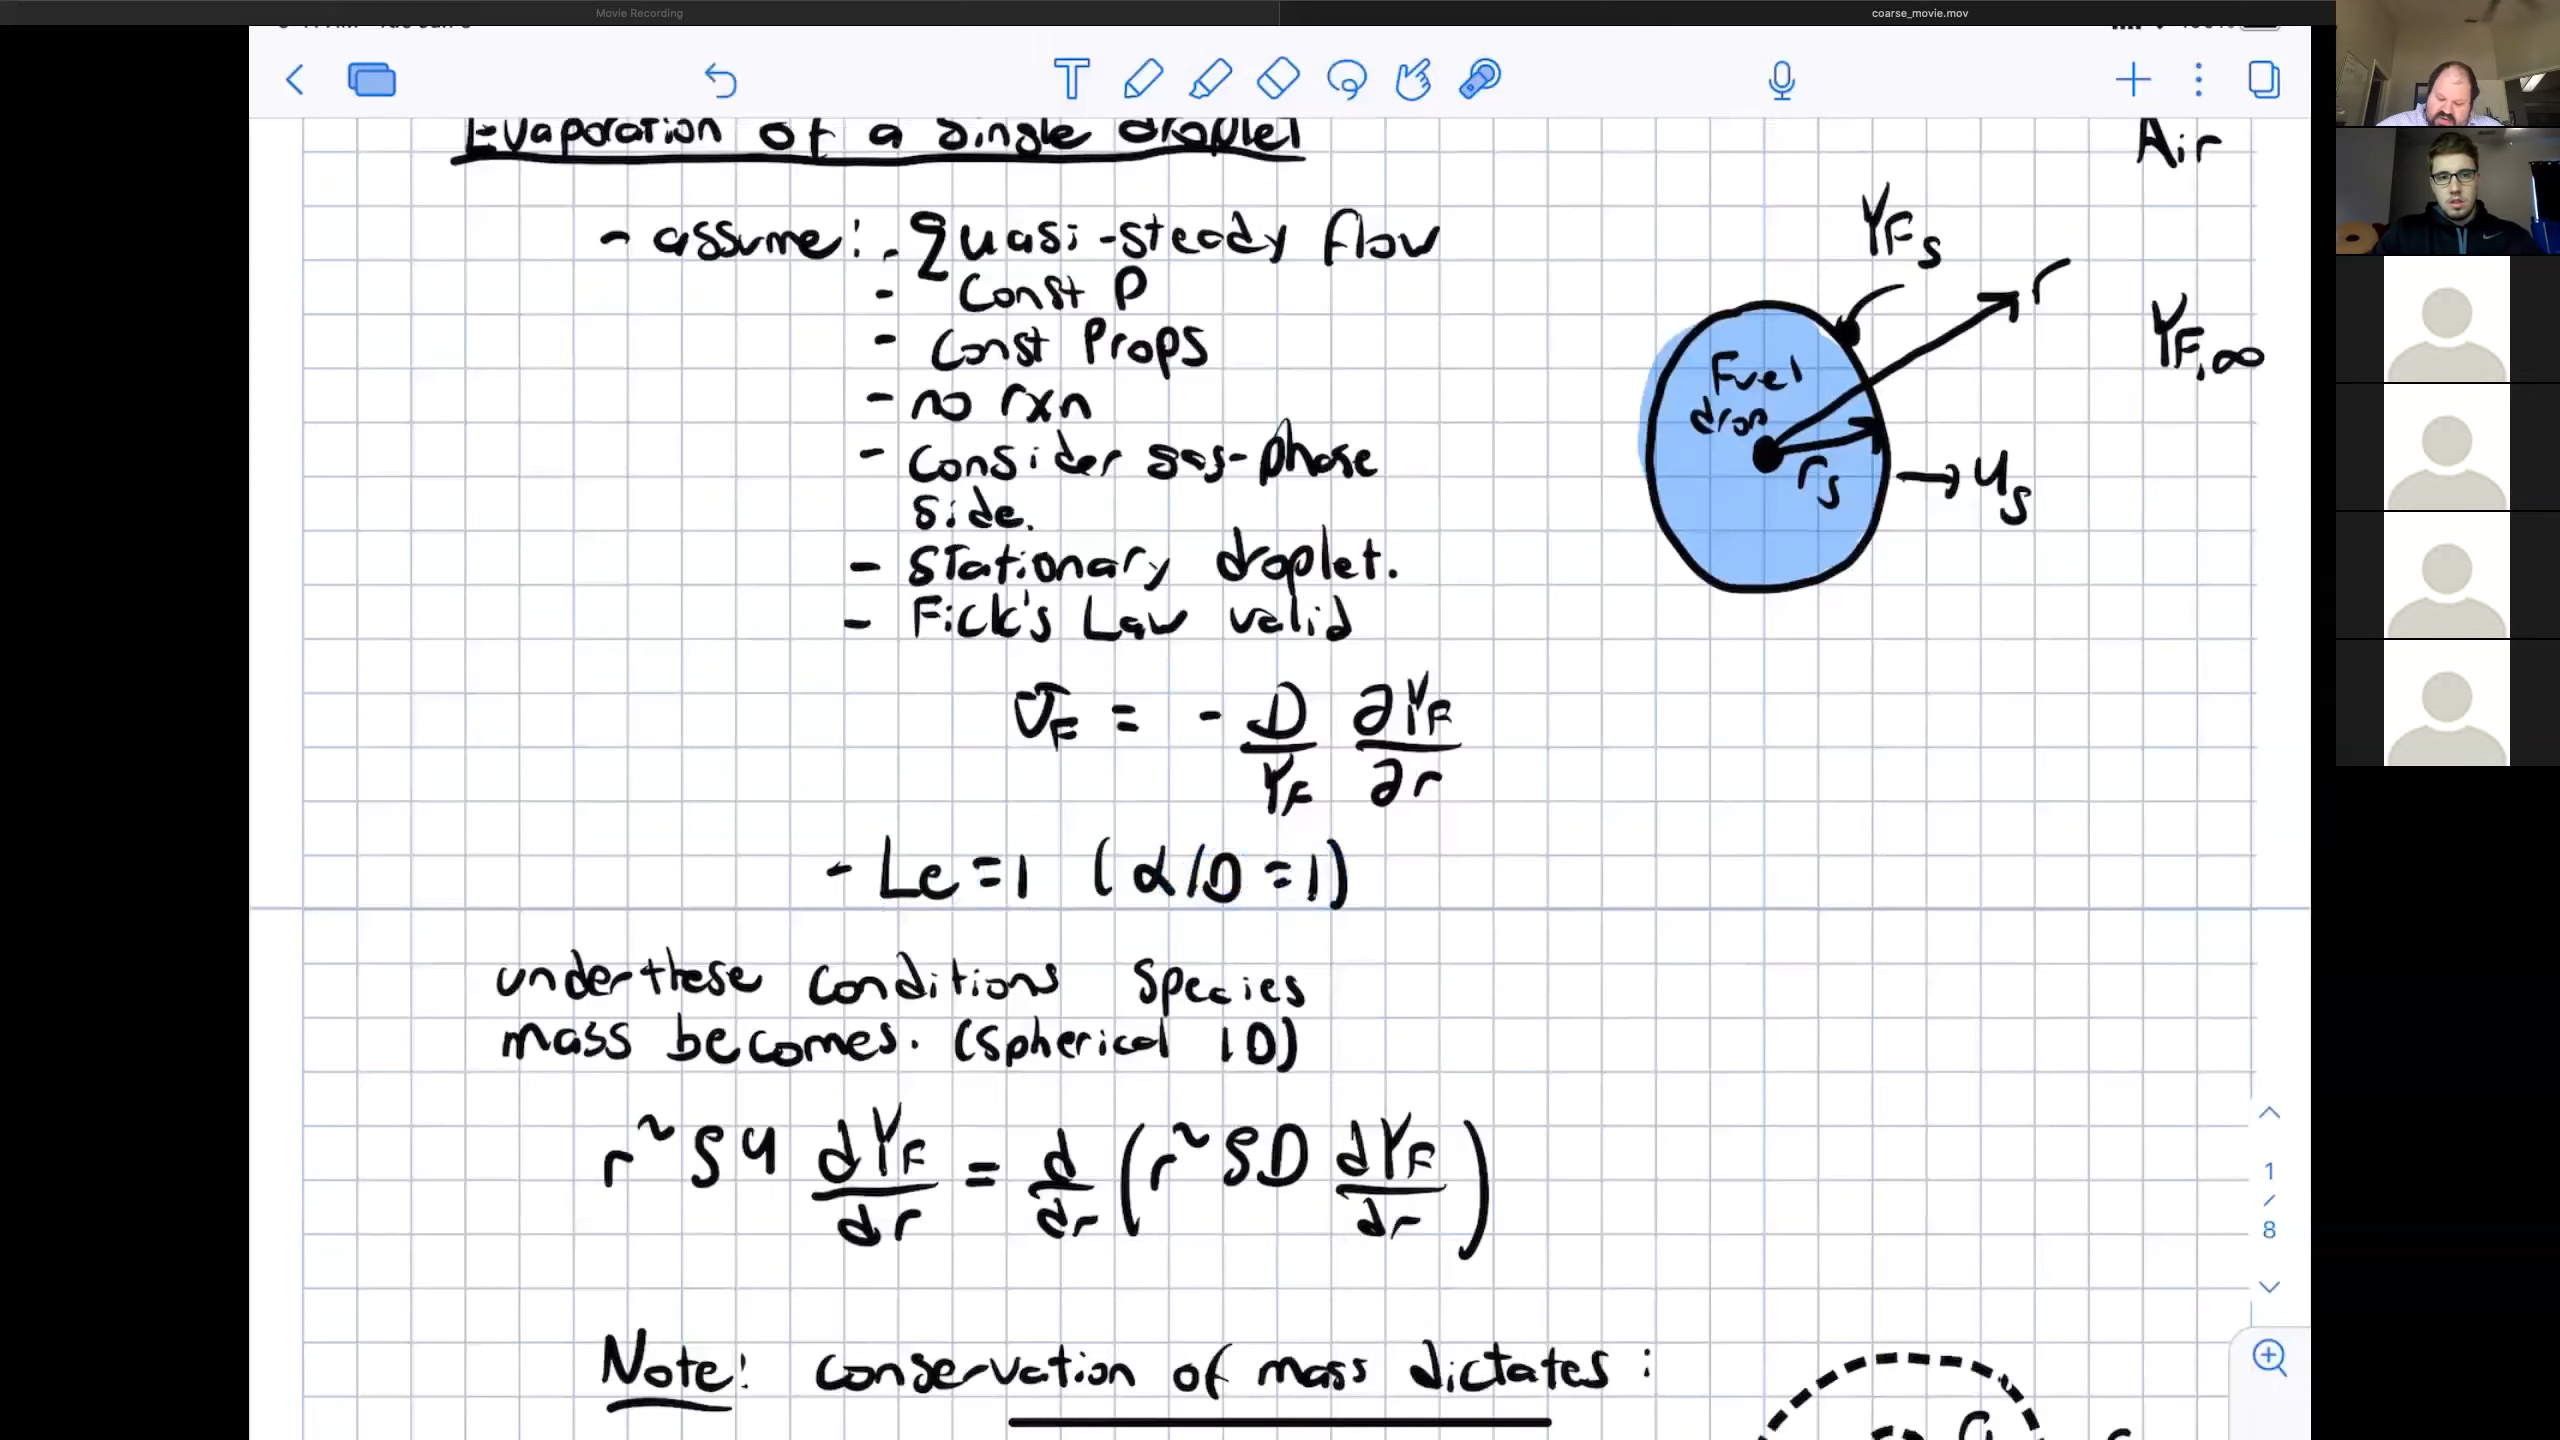 Movie Recording
coarse_movie.mov
Evaporation of a single droplet
Air
- assume: - Quasi-steady flow
- Const P
- Const Props
- no rxn
- consider gas-phase
side.
- Stationary droplet.
- Fick's Law valid
Y_Fs
r
Y_F,∞
Fuel
drop
r_s
→ u_s
V_F = - D/Y_F ∂Y_F/∂r
- Le = 1 (α/D = 1)
under these conditions species
mass becomes. (spherical 1D)
r² ρ u dY_F/dr = d/dr (r² ρ D dY_F/dr)
1
/
8
Note: conservation of mass dictates: